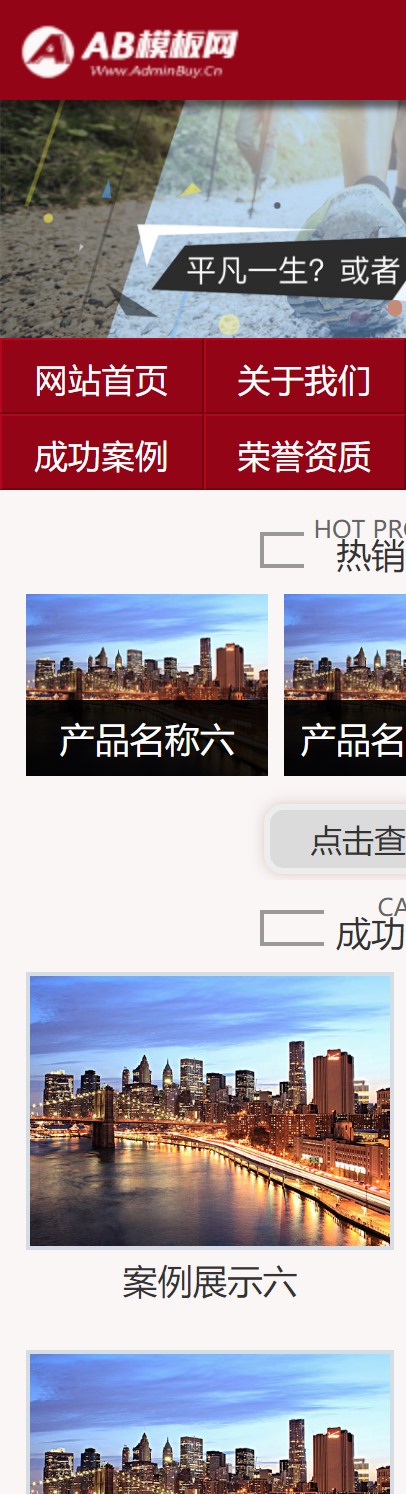 AB模板网
Www.AdminBuy.Cn
平凡一生？或者
网站首页
关于我们
成功案例
荣誉资质
HOT PRO
热销
产品名称六
产品名
点击查
CA
成功
案例展示六